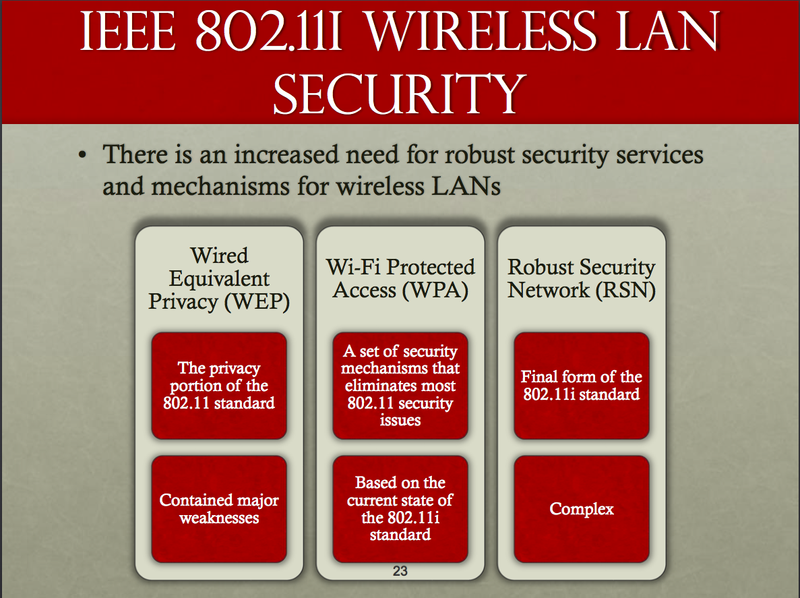 IEEE 802.11I WIRELESS LAN
SECURITY
• There is an increased need for robust security services
and mechanisms for wireless LANs
Wired
Equivalent
Privacy (WEP)
The privacy
portion of the
802.11 standard
Contained major
weaknesses
Wi-Fi Protected
Access (WPA)
A set of security
mechanisms that
eliminates most
802.11 security
issues
Based on the
current state of
the 802.11i
standard
Robust Security
Network (RSN)
Final form of the
802.11i standard
Complex
23